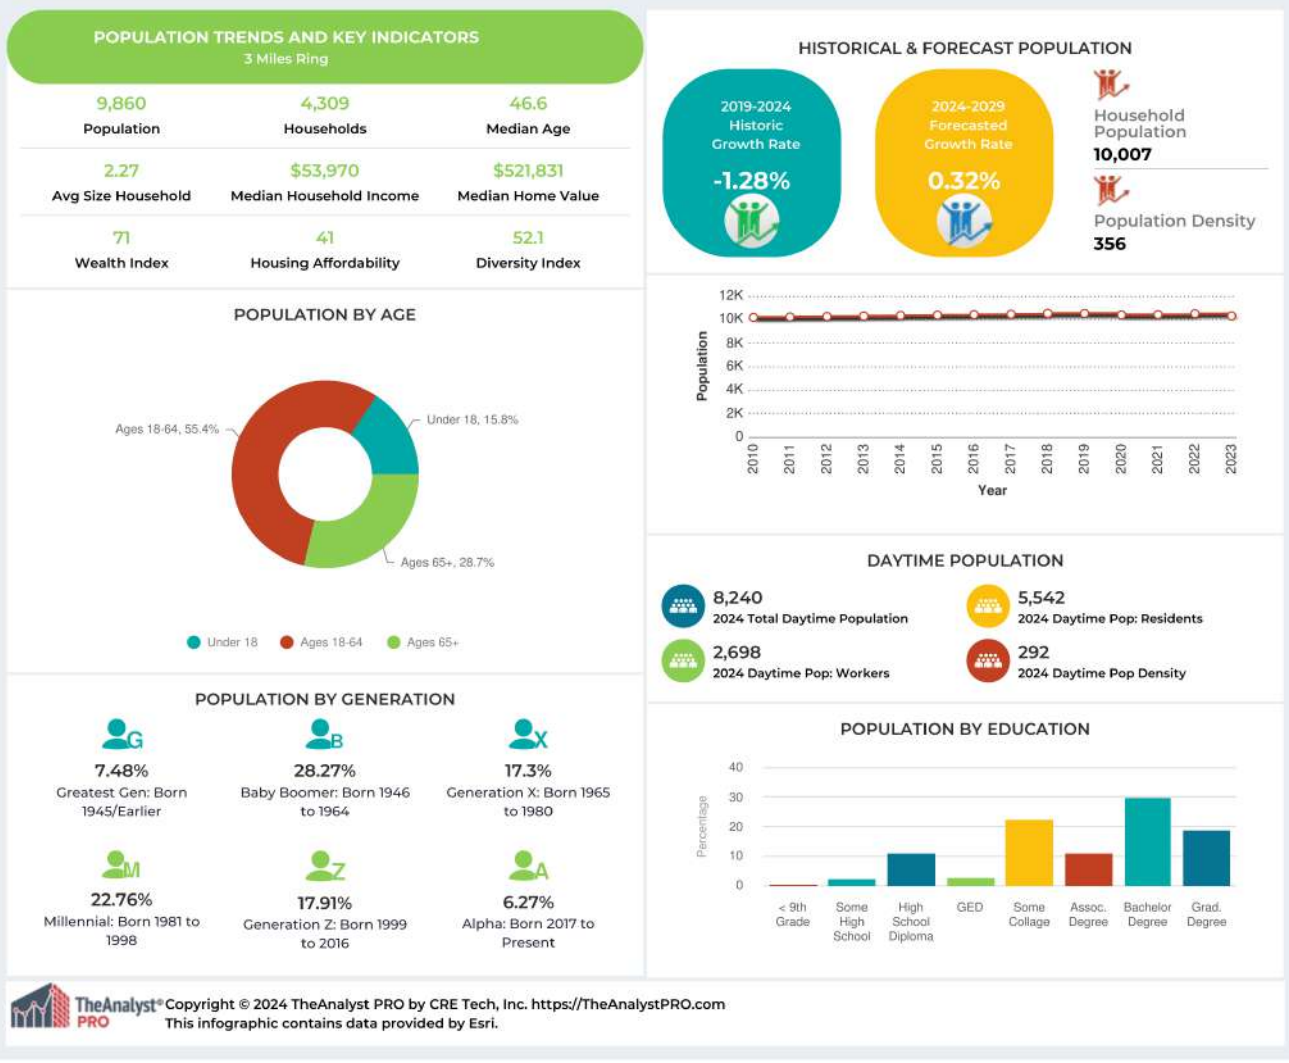 POPULATION TRENDS AND KEY INDICATORS
3 Miles Ring
9,860
Population
4,309
Households
46.6
Median Age
2.27
Avg Size Household
$53,970
Median Household Income
$521,831
Median Home Value
71
Wealth Index
41
Housing Affordability
52.1
Diversity Index
HISTORICAL & FORECAST POPULATION
2019-2024
Historic
Growth Rate
-1.28%
2024-2029
Forecasted
Growth Rate
0.32%
Household
Population
10,007
Population Density
356
POPULATION BY AGE
Ages 18-64, 55.4%
Under 18, 15.8%
Ages 65+, 28.7%
Under 18
Ages 18-64
Ages 65+
12K
10K
8K
6K
4K
2K
0
Population
2010
2011
2012
2013
2014
2015
2016
2017
2018
2019
2020
2021
2022
2023
Year
DAYTIME POPULATION
8,240
2024 Total Daytime Population
5,542
2024 Daytime Pop: Residents
2,698
2024 Daytime Pop: Workers
292
2024 Daytime Pop Density
POPULATION BY GENERATION
G
7.48%
Greatest Gen: Born
1945/Earlier
B
28.27%
Baby Boomer: Born 1946
to 1964
X
17.3%
Generation X: Born 1965
to 1980
M
22.76%
Millennial: Born 1981 to
1998
Z
17.91%
Generation Z: Born 1999
to 2016
A
6.27%
Alpha: Born 2017 to
Present
POPULATION BY EDUCATION
40
30
20
10
0
Percentage
< 9th
Grade
Some
High
School
High
School
Diploma
GED
Some
Collage
Assoc.
Degree
Bachelor
Degree
Grad.
Degree
TheAnalyst®
PRO
Copyright © 2024 TheAnalyst PRO by CRE Tech, Inc. https://TheAnalystPRO.com
This infographic contains data provided by Esri.